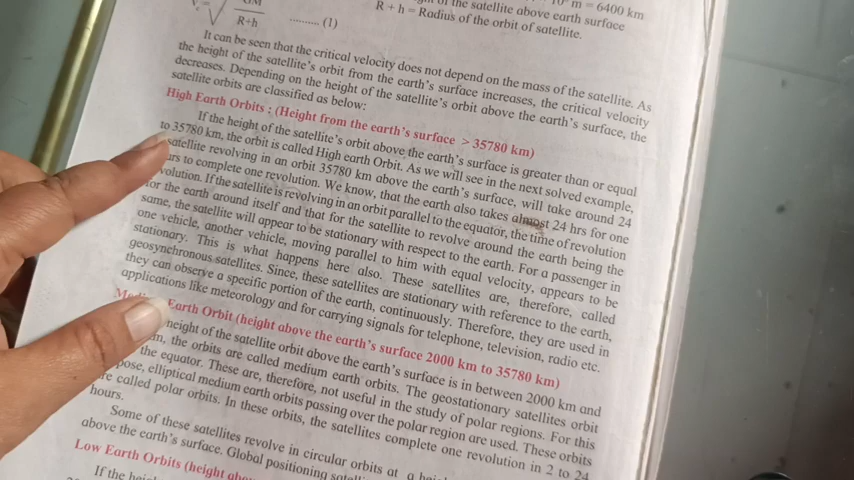 GM
R+h
.......... (1)
of the satellite above earth surface
m = 6400 km
R + h = Radius of the orbit of satellite.
It can be seen that the critical velocity does not depend on the mass of the satellite. As
the height of the satellite's orbit from the earth's surface increases, the critical velocity
decreases. Depending on the height of the satellite's orbit above the earth's surface, the
satellite orbits are classified as below:
High Earth Orbits : (Height from the earth's surface > 35780 km)
If the height of the satellite's orbit above the earth's surface is greater than or equal
to 35780 km, the orbit is called High earth Orbit. As we will see in the next solved example,
satellite revolving in an orbit 35780 km above the earth's surface, will take around 24
to complete one revolution. We know, that the earth also takes almost 24 hrs for one
If the satellite is revolving in an orbit parallel to the equator, the time of revolution
for the earth around itself and that for the satellite to revolve around the earth being the
same, the satellite will appear to be stationary with respect to the earth. For a passenger in
one vehicle, another vehicle, moving parallel to him with equal velocity, appears to be
stationary. This is what happens here also. These satellites are, therefore, called
geosynchronous satellites. Since, these satellites are stationary with reference to the earth,
they can observe a specific portion of the earth, continuously. Therefore, they are used in
applications like meteorology and for carrying signals for telephone, television, radio etc.
Earth Orbit (height above the earth's surface 2000 km to 35780 km)
height of the satellite orbit above the earth's surface is in between 2000 km and
the orbits are called medium earth orbits. The geostationary satellites orbit
the equator. These are, therefore, not useful in the study of polar regions. For this
elliptical medium earth orbits passing over the polar region are used. These orbits
called polar orbits. In these orbits, the satellites complete one revolution in 2 to 24
hours.
Some of these satellites revolve in circular orbits at a
above the earth's surface. Global positioning
Low Earth Orbits (height
If the